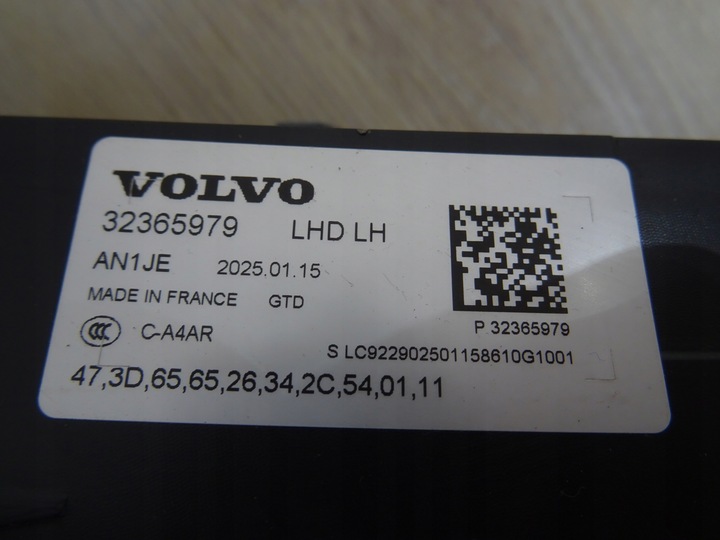 VOLVO
32365979 LHD LH
AN1JE 2025.01.15
MADE IN FRANCE GTD
CCC C-A4AR
P 32365979
S LC922902501158610G1001
47,3D,65,65,26,34,2C,54,01,11